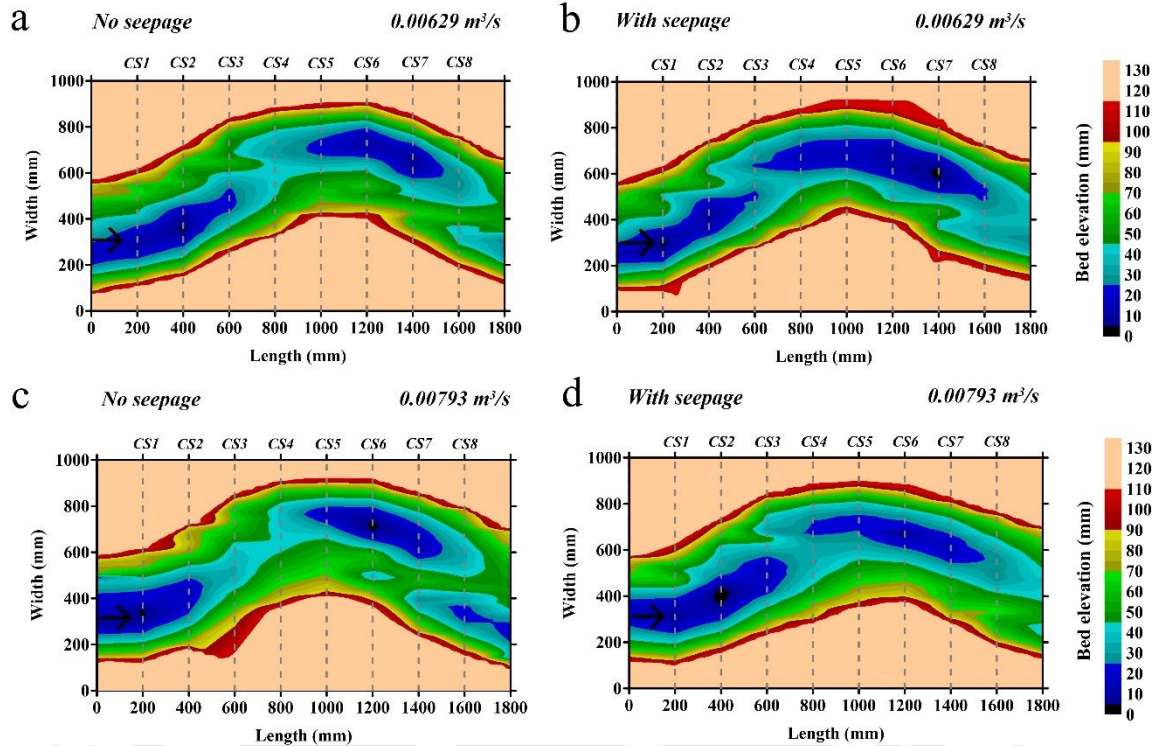 a No seepage 0.00629 m³/s
CS1 CS2 CS3 CS4 CS5 CS6 CS7 CS8
1000
800
600
400
200
0
Width (mm)
0 200 400 600 800 1000 1200 1400 1600 1800
Length (mm)
b With seepage 0.00629 m³/s
CS1 CS2 CS3 CS4 CS5 CS6 CS7 CS8
1000
800
600
400
200
0
Width (mm)
0 200 400 600 800 1000 1200 1400 1600 1800
Length (mm)
Bed elevation (mm)
130
120
110
100
90
80
70
60
50
40
30
20
10
0
c No seepage 0.00793 m³/s
CS1 CS2 CS3 CS4 CS5 CS6 CS7 CS8
1000
800
600
400
200
0
Width (mm)
0 200 400 600 800 1000 1200 1400 1600 1800
Length (mm)
d With seepage 0.00793 m³/s
CS1 CS2 CS3 CS4 CS5 CS6 CS7 CS8
1000
800
600
400
200
0
Width (mm)
0 200 400 600 800 1000 1200 1400 1600 1800
Length (mm)
Bed elevation (mm)
130
120
110
100
90
80
70
60
50
40
30
20
10
0